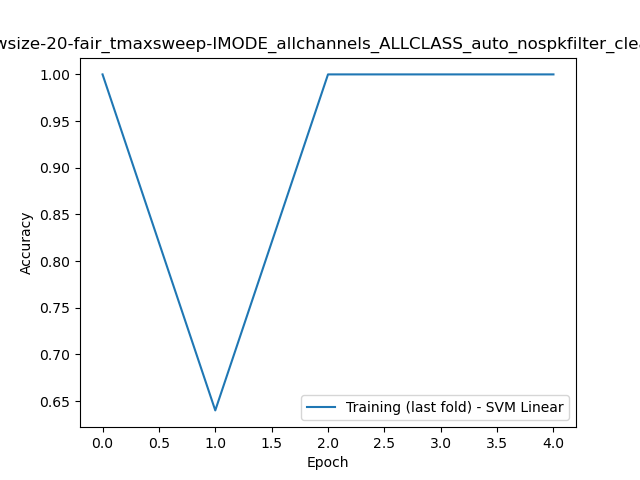 wsize-20-fair_tmaxsweep-IMODE_allchannels_ALLCLASS_auto_nospkfilter_clea
1.00
0.95
0.90
0.85
0.80
0.75
0.70
0.65
Accuracy
Training (last fold) - SVM Linear
0.0 0.5 1.0 1.5 2.0 2.5 3.0 3.5 4.0
Epoch